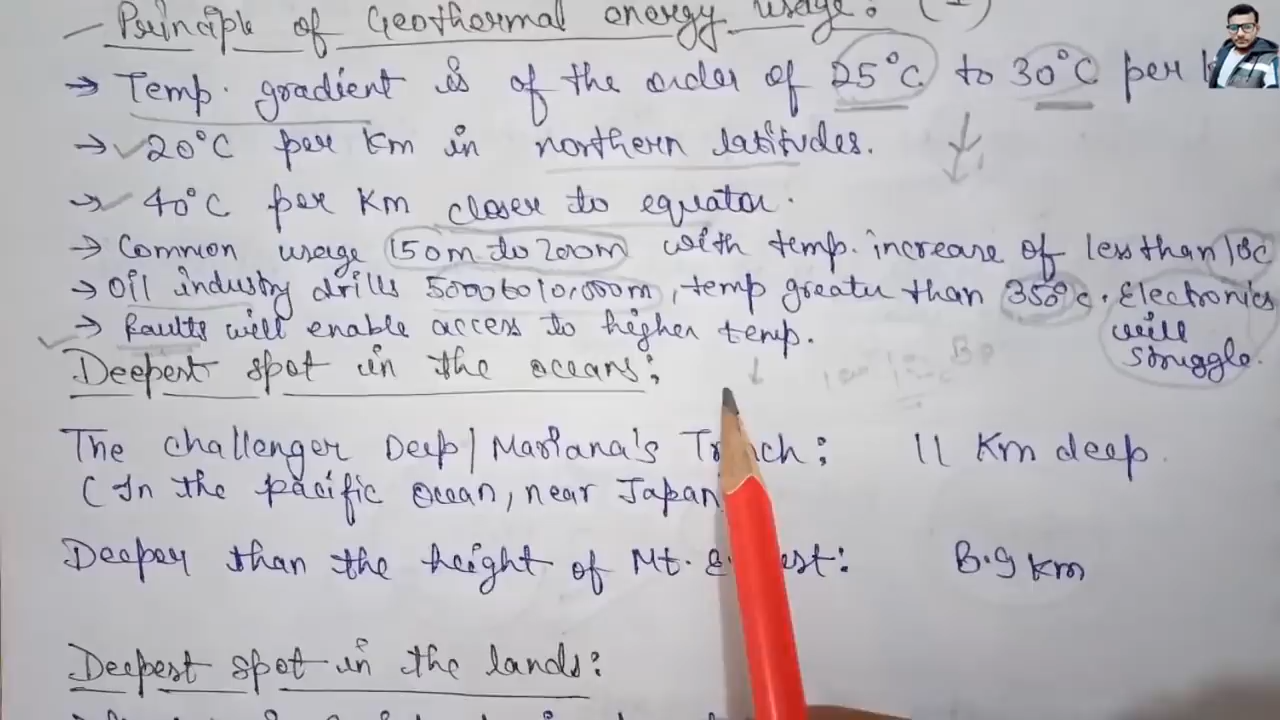 Principle of Geothermal energy usage: (1)
→ Temp. gradient is of the order of 25°C to 30°C per
→ 20°C per Km in northern latitudes.
→ 40°C per Km closer to equator.
→ Common usage 150m to 200m with temp. increase of less than
→ Oil industry drills 5000 to 10,000m, temp greater than 350°C. Electronics
will
struggle.
→ Faults will enable access to higher temp.
Deepest spot in the oceans:
The Challenger Deep/Mariana's : 11 Km deep.
(In the pacific Ocean, near Japan
Deeper than the height of Mt. : 8.9 Km
Deepest spot in the lands: